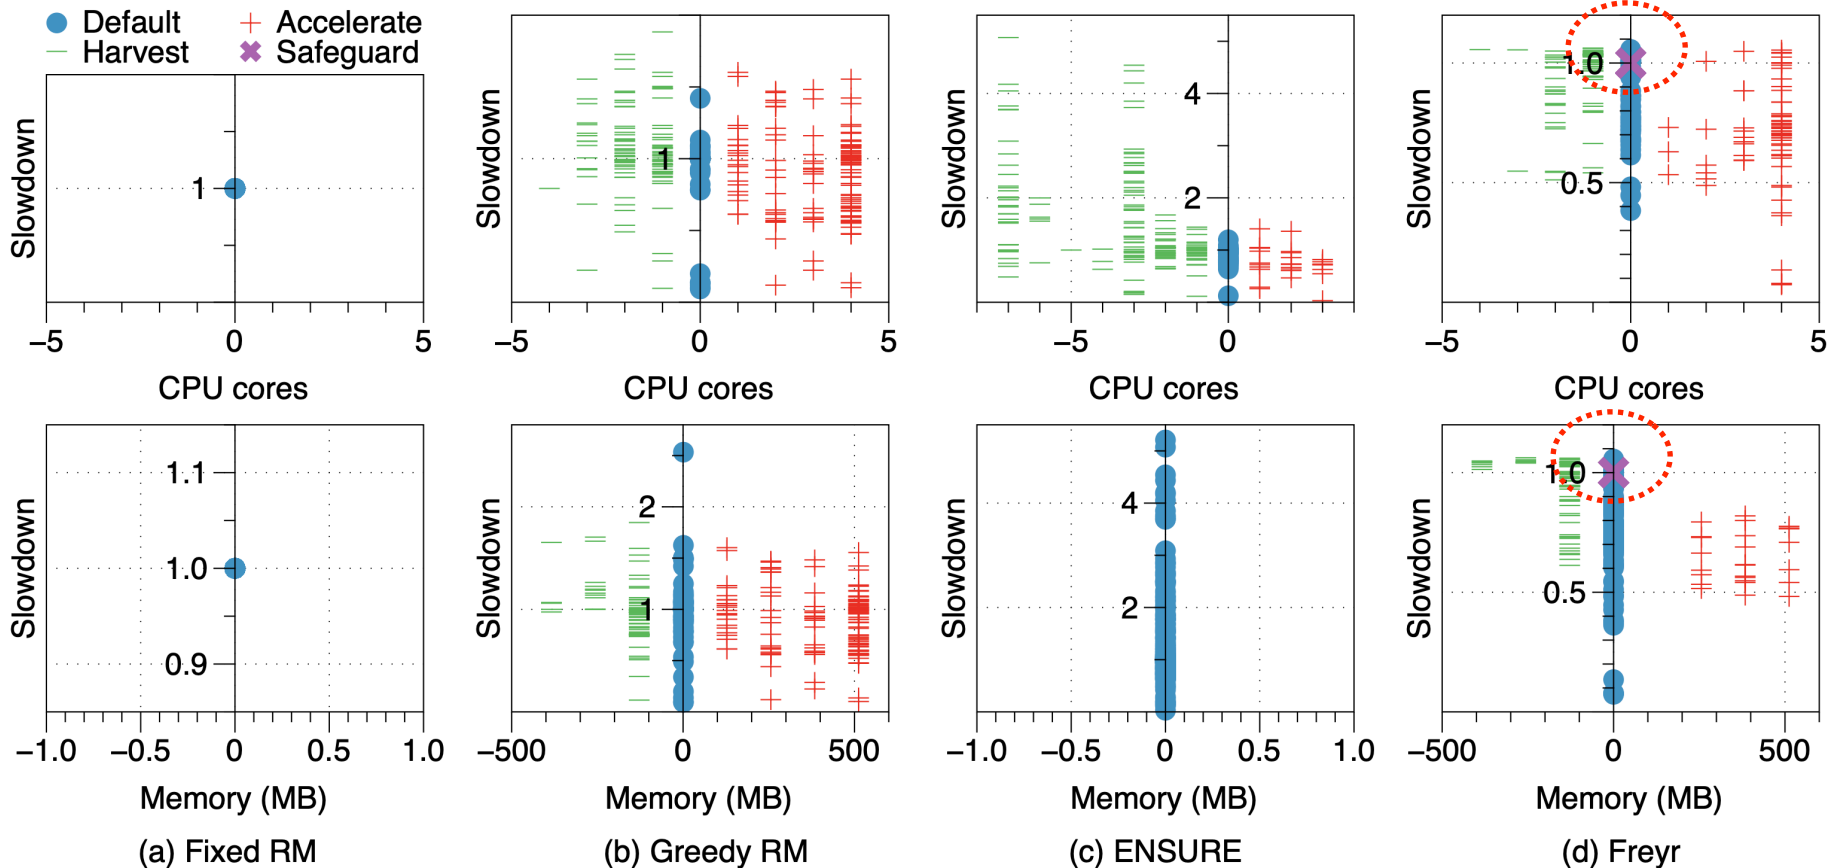 Default
Accelerate
Harvest
Safeguard
Slowdown
1
−5
0
5
CPU cores
Slowdown
1
−5
0
5
CPU cores
Slowdown
4
2
−5
0
CPU cores
Slowdown
1.0
0.5
−5
0
5
CPU cores
Slowdown
1.1
1.0
0.9
−1.0
−0.5
0
0.5
1.0
Memory (MB)
(a) Fixed RM
Slowdown
2
1
−500
0
500
Memory (MB)
(b) Greedy RM
Slowdown
4
2
−1.0
−0.5
0
0.5
1.0
Memory (MB)
(c) ENSURE
Slowdown
1.0
0.5
−500
0
500
Memory (MB)
(d) Freyr